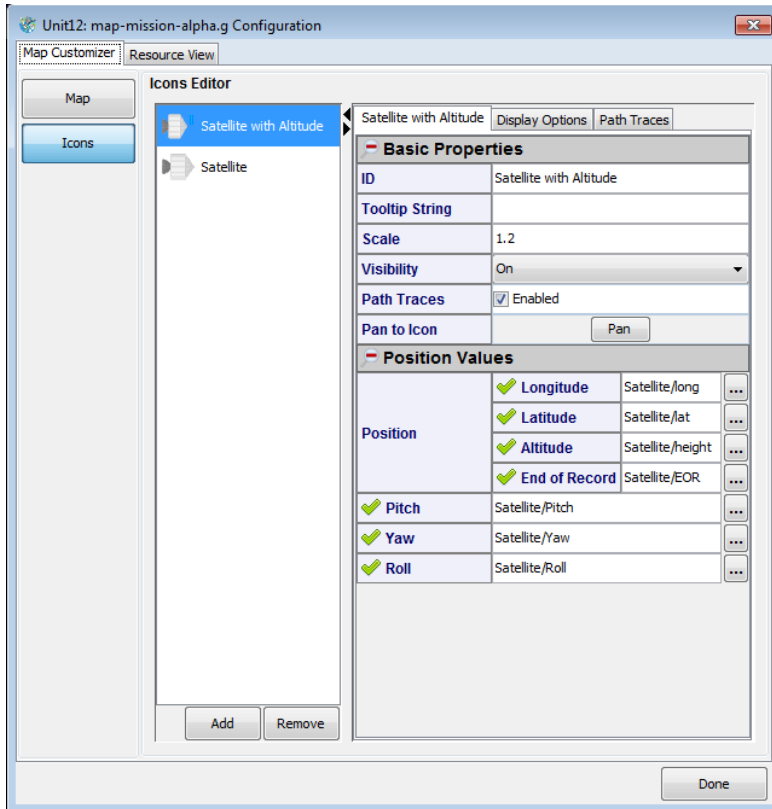 Unit12: map-mission-alpha.g Configuration
Map Customizer Resource View
Map
Icons
Icons Editor
Satellite with Altitude
Satellite
Add Remove
Satellite with Altitude Display Options Path Traces
Basic Properties
ID Satellite with Altitude
Tooltip String
Scale 1.2
Visibility On
Path Traces Enabled
Pan to Icon Pan
Position Values
Position
Longitude Satellite/long ...
Latitude Satellite/lat ...
Altitude Satellite/height ...
End of Record Satellite/EOR ...
Pitch Satellite/Pitch ...
Yaw Satellite/Yaw ...
Roll Satellite/Roll ...
Done